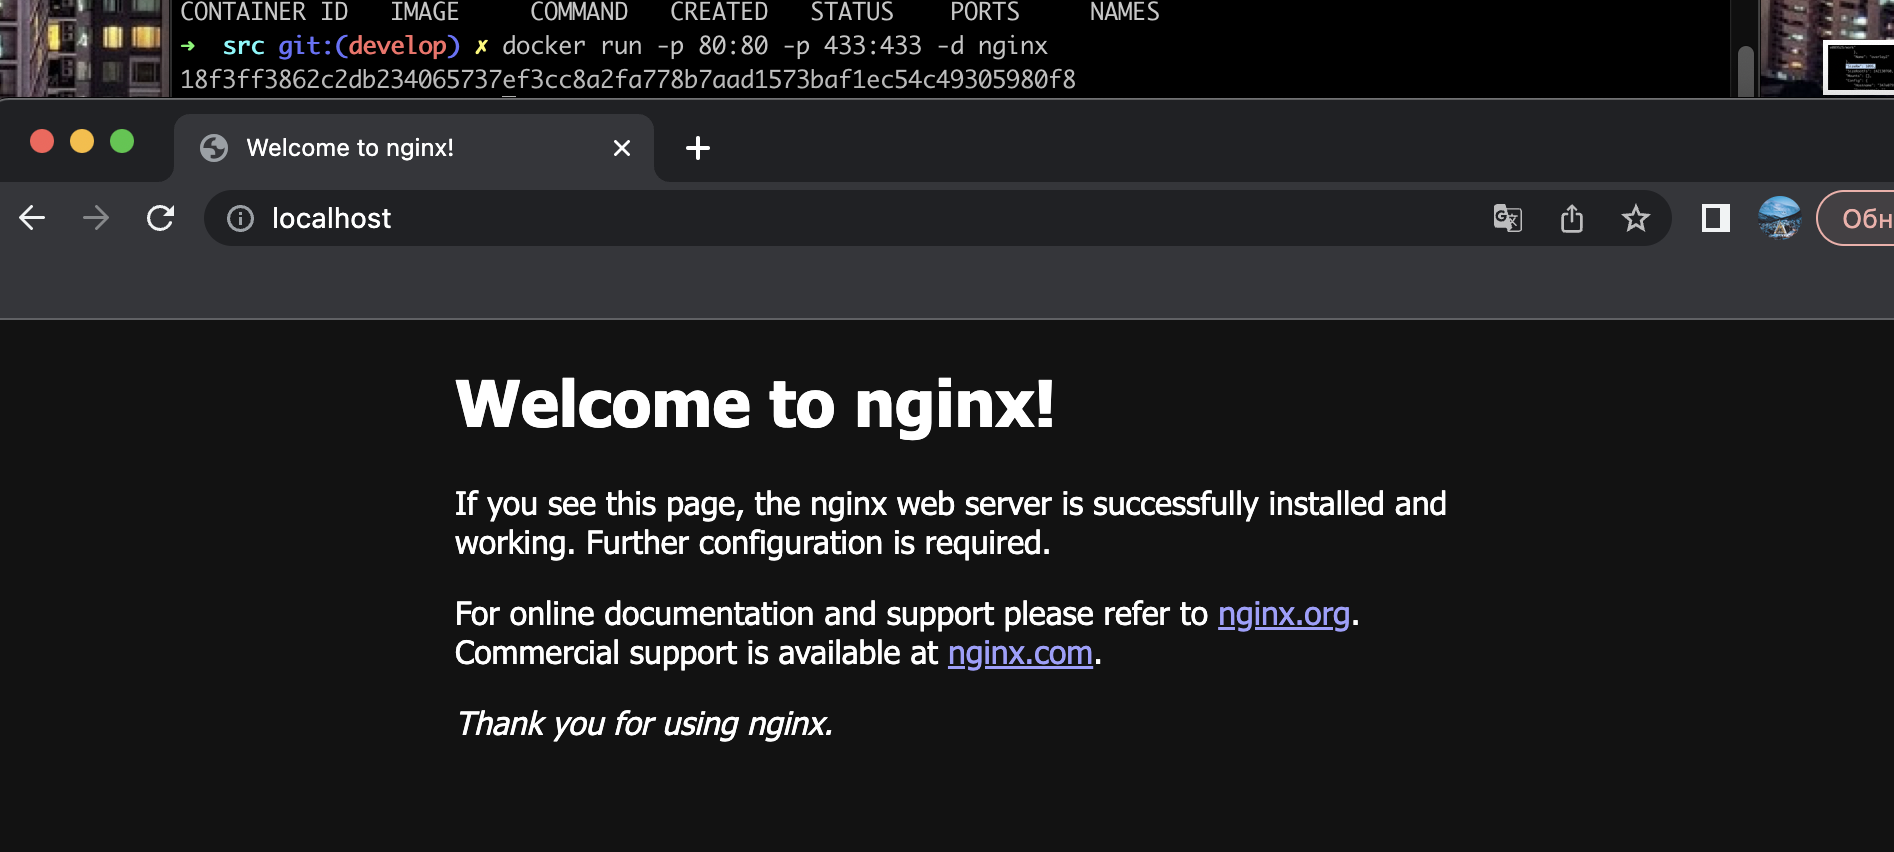 CONTAINER ID   IMAGE     COMMAND   CREATED   STATUS    PORTS     NAMES
➜  src git:(develop) ✗ docker run -p 80:80 -p 433:433 -d nginx
18f3ff3862c2db234065737ef3cc8a2fa778b7aad1573baf1ec54c49305980f8
Welcome to nginx!
localhost
Обн
Welcome to nginx!
If you see this page, the nginx web server is successfully installed and
working. Further configuration is required.
For online documentation and support please refer to nginx.org.
Commercial support is available at nginx.com.
Thank you for using nginx.